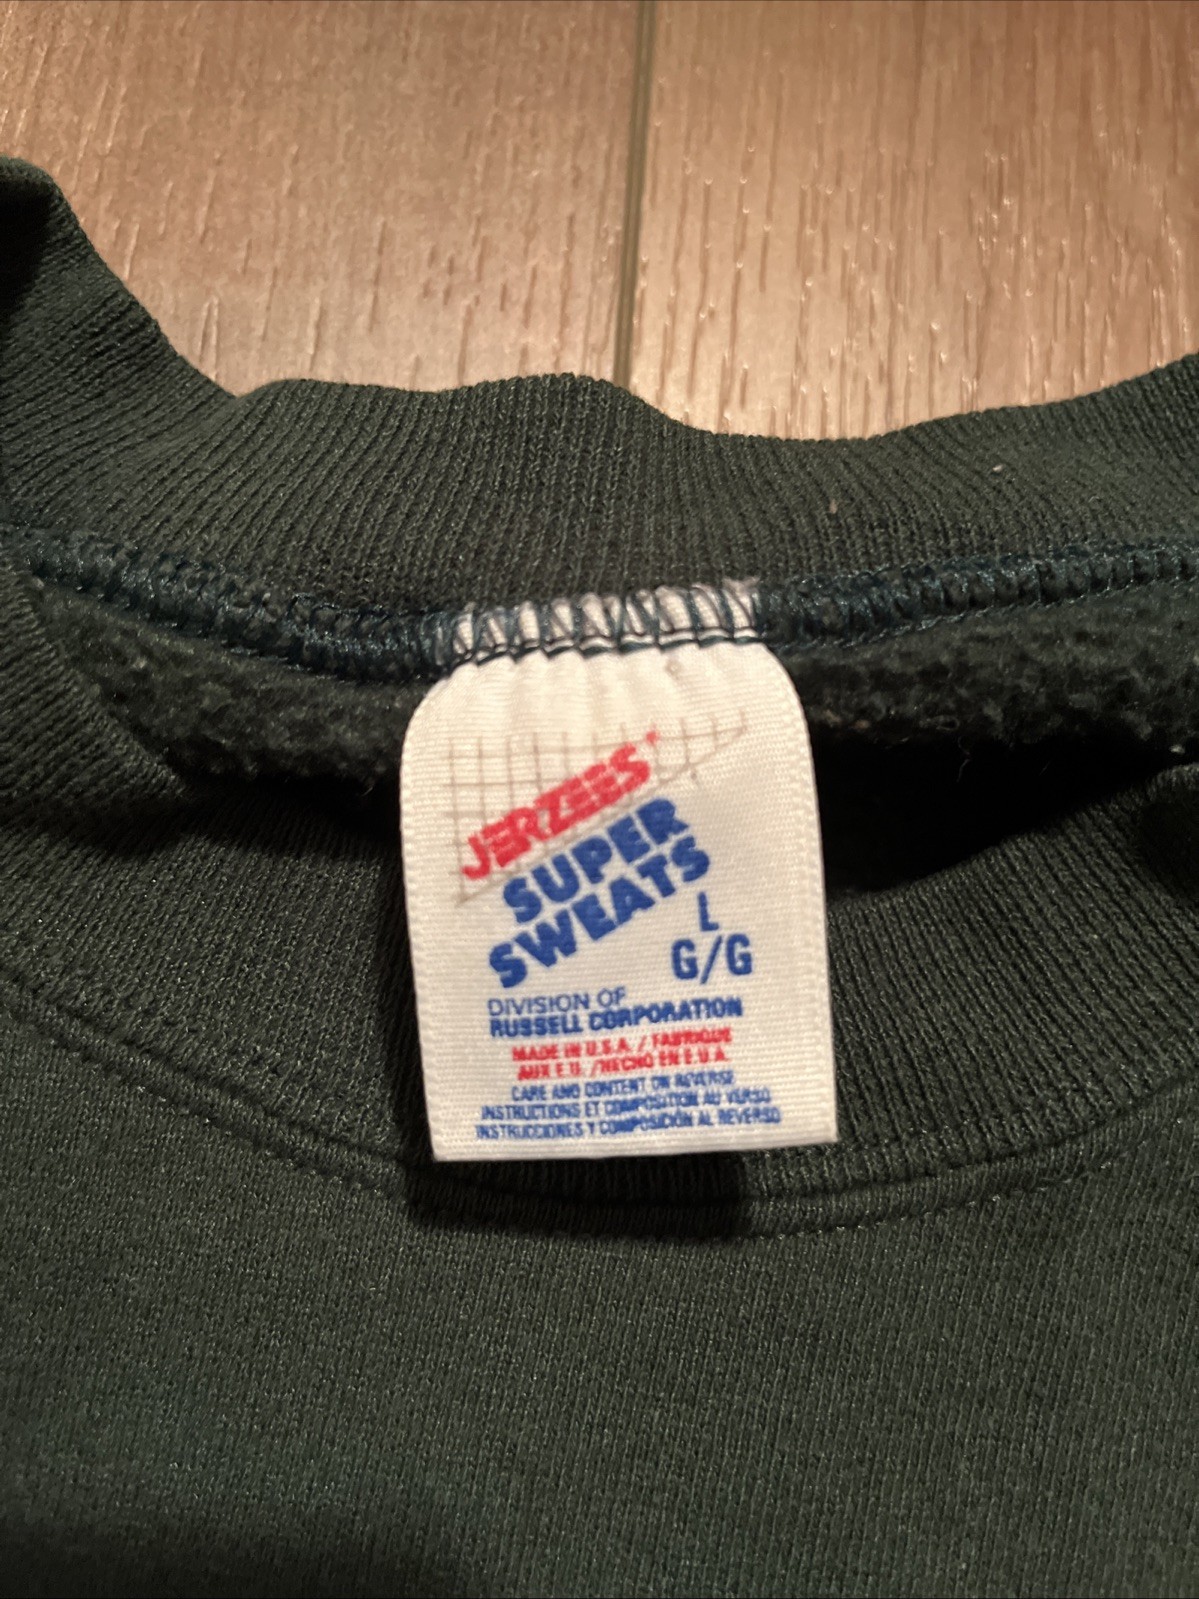 JERZEES
SUPER
SWEATS
L
G/G
DIVISION OF
RUSSELL CORPORATION
MADE IN U.S.A. / FABRIQUE
AUX E.U. /HECHO EN E.U.A.
CARE AND CONTENT ON REVERSE
INSTRUCTIONS ET COMPOSITION AU VERSO
INSTRUCCIONES Y COMPOSICIÓN AL REVERSO